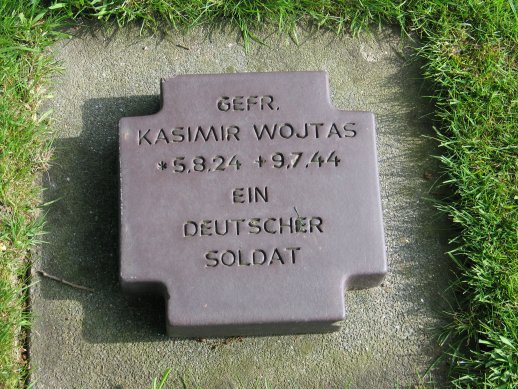 GEFR.
KASIMIR WOJTAS
*5.8.24 +9.7.44
EIN
DEUTSCHER
SOLDAT